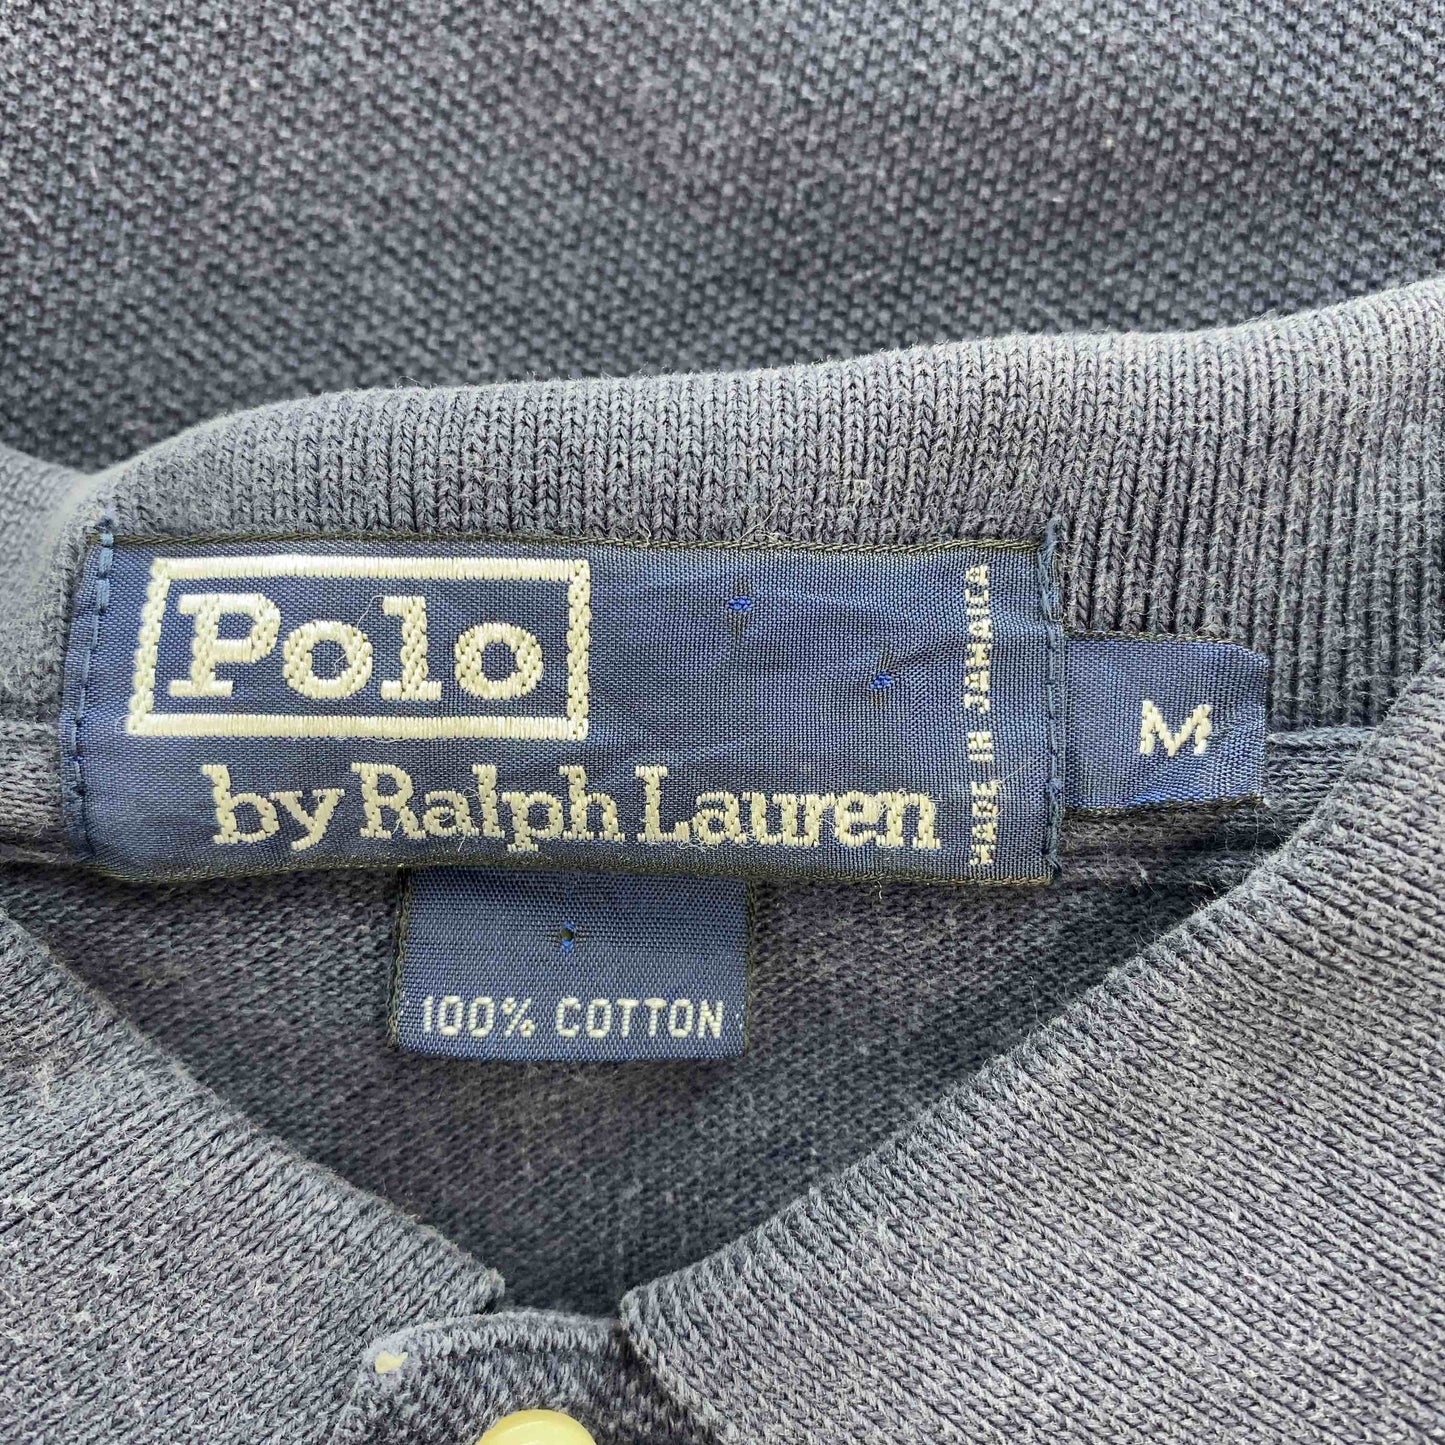 Polo
by Ralph Lauren
MADE IN JAMAICA
M
100% COTTON